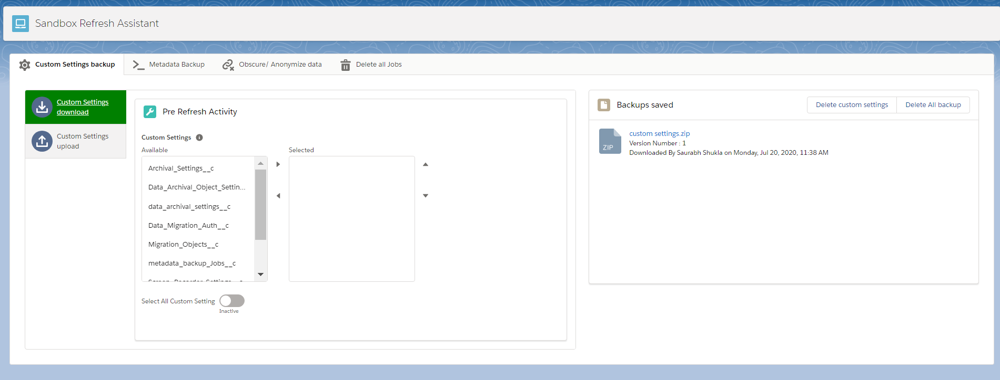 Sandbox Refresh Assistant
Custom Settings backup
Metadata Backup
Obscure/ Anonymize data
Delete all Jobs
Custom Settings
download
Custom Settings
upload
Pre Refresh Activity
Custom Settings
Available
Selected
Archival_Settings__c
Data_Archival_Object_Settin...
data_archival_settings__c
Data_Migration_Auth__c
Migration_Objects__c
metadata_backup_Jobs__c
Screen_Recorder_Settings__c
Select All Custom Setting
Inactive
Backups saved
Delete custom settings
Delete All backup
ZIP
custom settings.zip
Version Number : 1
Downloaded By Saurabh Shukla on Monday, Jul 20, 2020, 11:38 AM